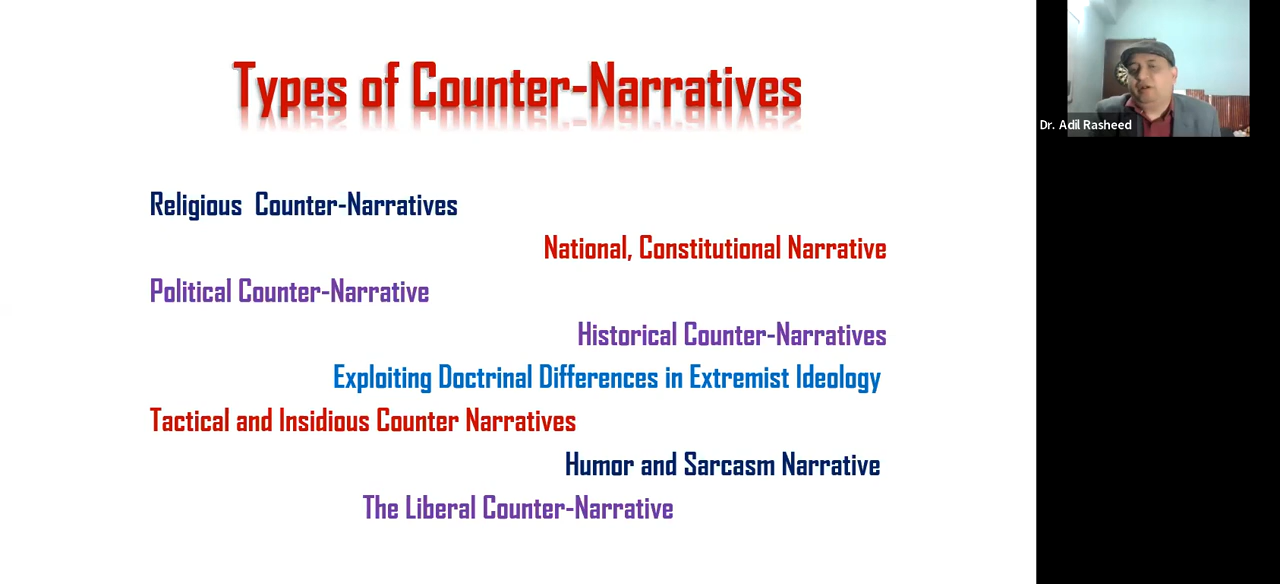 Types of Counter-Narratives
Dr. Adil Rasheed
Religious Counter-Narratives
National, Constitutional Narrative
Political Counter-Narrative
Historical Counter-Narratives
Exploiting Doctrinal Differences in Extremist Ideology
Tactical and Insidious Counter Narratives
Humor and Sarcasm Narrative
The Liberal Counter-Narrative